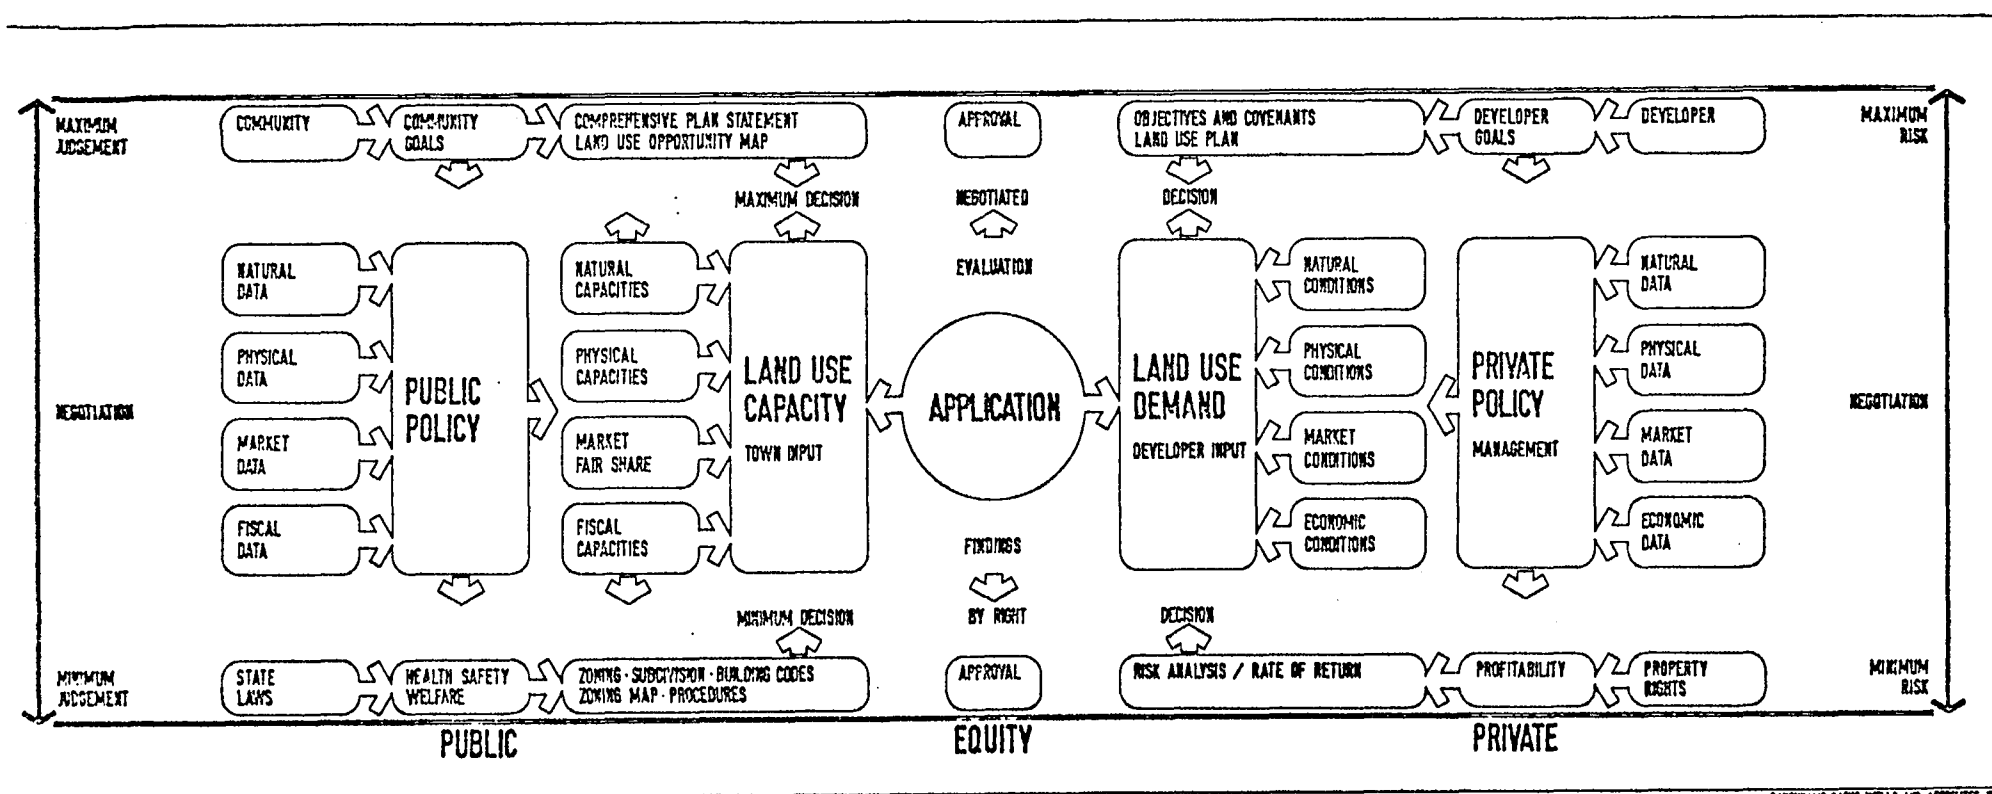 MAXIMUM
JUDGEMENT
COMMUNITY
COMMUNITY
GOALS
COMPREHENSIVE PLAN STATEMENT
LAND USE OPPORTUNITY MAP
APPROVAL
OBJECTIVES AND COVENANTS
LAND USE PLAN
DEVELOPER
GOALS
DEVELOPER
MAXIMUM
RISK
MAXIMUM DECISION
NEGOTIATED
DECISION
NATURAL
DATA
PHYSICAL
DATA
MARKET
DATA
FISCAL
DATA
PUBLIC
POLICY
NATURAL
CAPACITIES
PHYSICAL
CAPACITIES
MARKET
FAIR SHARE
FISCAL
CAPACITIES
LAND USE
CAPACITY
TOWN INPUT
EVALUATION
APPLICATION
FINDINGS
LAND USE
DEMAND
DEVELOPER INPUT
NATURAL
CONDITIONS
PHYSICAL
CONDITIONS
MARKET
CONDITIONS
ECONOMIC
CONDITIONS
PRIVATE
POLICY
MANAGEMENT
NATURAL
DATA
PHYSICAL
DATA
MARKET
DATA
ECONOMIC
DATA
NEGOTIATION
NEGOTIATION
MINIMUM DECISION
BY RIGHT
DECISION
MINIMUM
JUDGEMENT
STATE
LAWS
HEALTH SAFETY
WELFARE
ZONING · SUBDIVISION · BUILDING CODES
ZONING MAP · PROCEDURES
APPROVAL
RISK ANALYSIS / RATE OF RETURN
PROFITABILITY
PROPERTY
RIGHTS
MINIMUM
RISK
PUBLIC
EQUITY
PRIVATE